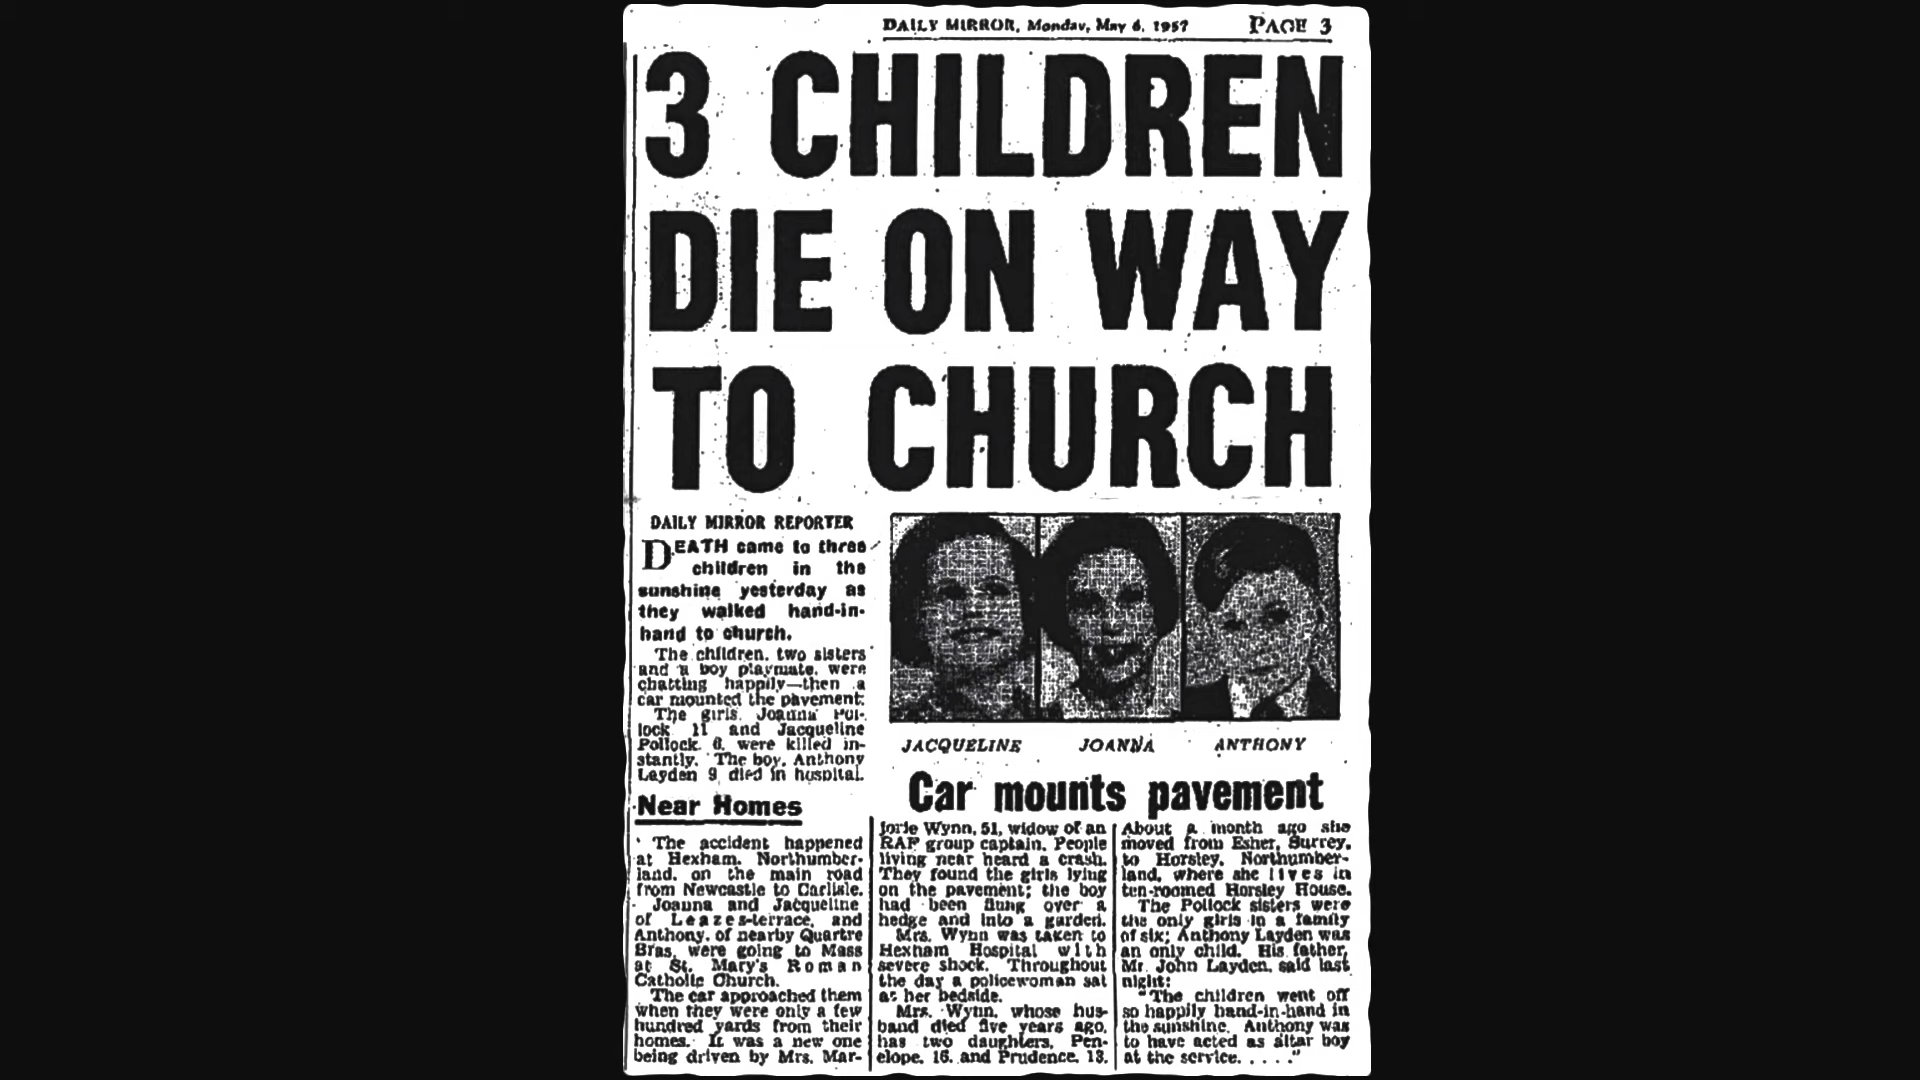 DAILY MIRROR, Monday, May 6, 1957 PAGE 3
3 CHILDREN
DIE ON WAY
TO CHURCH
DAILY MIRROR REPORTER
DEATH came to three
children in the
sunshine yesterday as
they walked hand-in-
hand to church.
The children, two sisters
and a boy playmate, were
chatting happily—then a
car mounted the pavement.
The girls, Joanna Pol-
lock 11 and Jacqueline
Pollock, 6, were killed in-
stantly. The boy, Anthony
Layden 9 died in hospital.
Near Homes
The accident happened
at Hexham, Northumber-
land, on the main road
from Newcastle to Carlisle.
Joanna and Jacqueline
of Leazes-terrace, and
Anthony, of nearby Quartre
Bras, were going to Mass
at St. Mary's Roman
Catholic Church.
The car approached them
when they were only a few
hundred yards from their
homes. It was a new one
being driven by Mrs. Mar-
JACQUELINE JOANNA ANTHONY
Car mounts pavement
jorie Wynn, 51, widow of an
RAF group captain. People
living near heard a crash.
They found the girls lying
on the pavement; the boy
had been flung over a
hedge and into a garden.
Mrs. Wynn was taken to
Hexham Hospital with
severe shock. Throughout
the day a policewoman sat
at her bedside.
Mrs. Wynn, whose hus-
band died five years ago,
has two daughters, Pen-
elope, 16, and Prudence, 13.
About a month ago she
moved from Esher, Surrey,
to Horsley, Northumber-
land, where she lives in
ten-roomed Horsley House.
The Pollock sisters were
the only girls in a family
of six; Anthony Layden was
an only child. His father,
Mr. John Layden, said last
night:
"The children went off
so happily hand-in-hand in
the sunshine. Anthony was
to have acted as altar boy
at the service. . . . ."